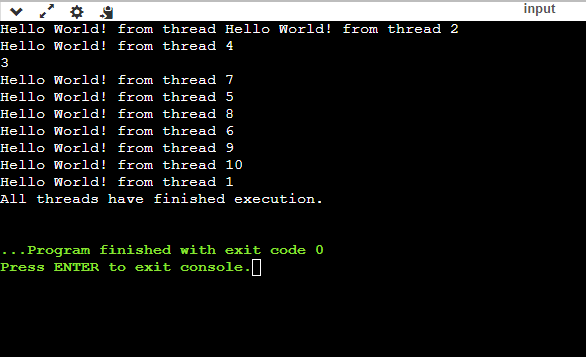 input
Hello World! from thread Hello World! from thread 2
Hello World! from thread 4
3
Hello World! from thread 7
Hello World! from thread 5
Hello World! from thread 8
Hello World! from thread 6
Hello World! from thread 9
Hello World! from thread 10
Hello World! from thread 1
All threads have finished execution.
...Program finished with exit code 0
Press ENTER to exit console.